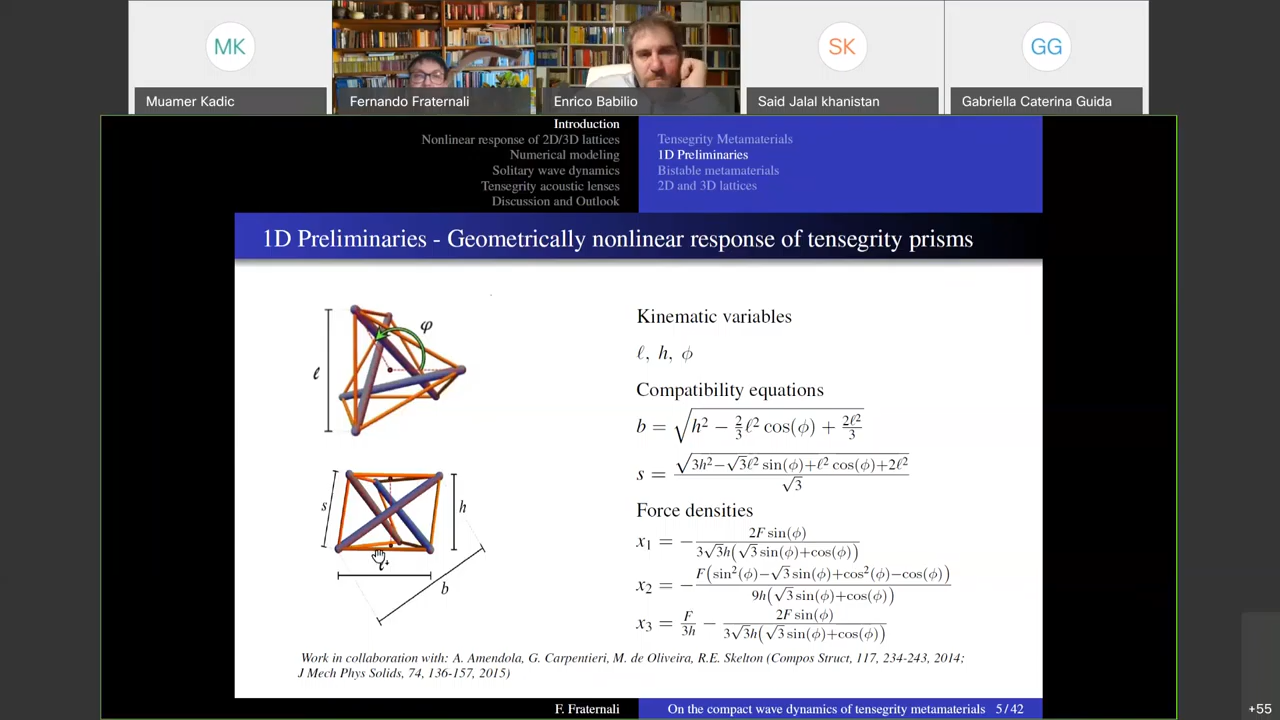 MK
SK
GG
Muamer Kadic
Fernando Fraternali
Enrico Babilio
Said Jalal khanistan
Gabriella Caterina Guida
Introduction
Nonlinear response of 2D/3D lattices
Numerical modeling
Solitary wave dynamics
Tensegrity acoustic lenses
Discussion and Outlook
Tensegrity Metamaterials
1D Preliminaries
Bistable metamaterials
2D and 3D lattices
1D Preliminaries - Geometrically nonlinear response of tensegrity prisms
φ
ℓ
s
h
ℓ
b
Kinematic variables
ℓ, h, ϕ
Compatibility equations
b = √(h² − 2/3 ℓ² cos(ϕ) + 2ℓ²/3)
s = √(3h²−√3ℓ² sin(ϕ)+ℓ² cos(ϕ)+2ℓ²) / √3
Force densities
x₁ = − 2F sin(ϕ) / 3√3h(√3 sin(ϕ)+cos(ϕ))
x₂ = − F(sin²(ϕ)−√3 sin(ϕ)+cos²(ϕ)−cos(ϕ)) / 9h(√3 sin(ϕ)+cos(ϕ))
x₃ = F/3h − 2F sin(ϕ) / 3√3h(√3 sin(ϕ)+cos(ϕ))
Work in collaboration with: A. Amendola, G. Carpentieri, M. de Oliveira, R.E. Skelton (Compos Struct, 117, 234-243, 2014;
J Mech Phys Solids, 74, 136-157, 2015)
F. Fraternali
On the compact wave dynamics of tensegrity metamaterials 5 / 42
+55